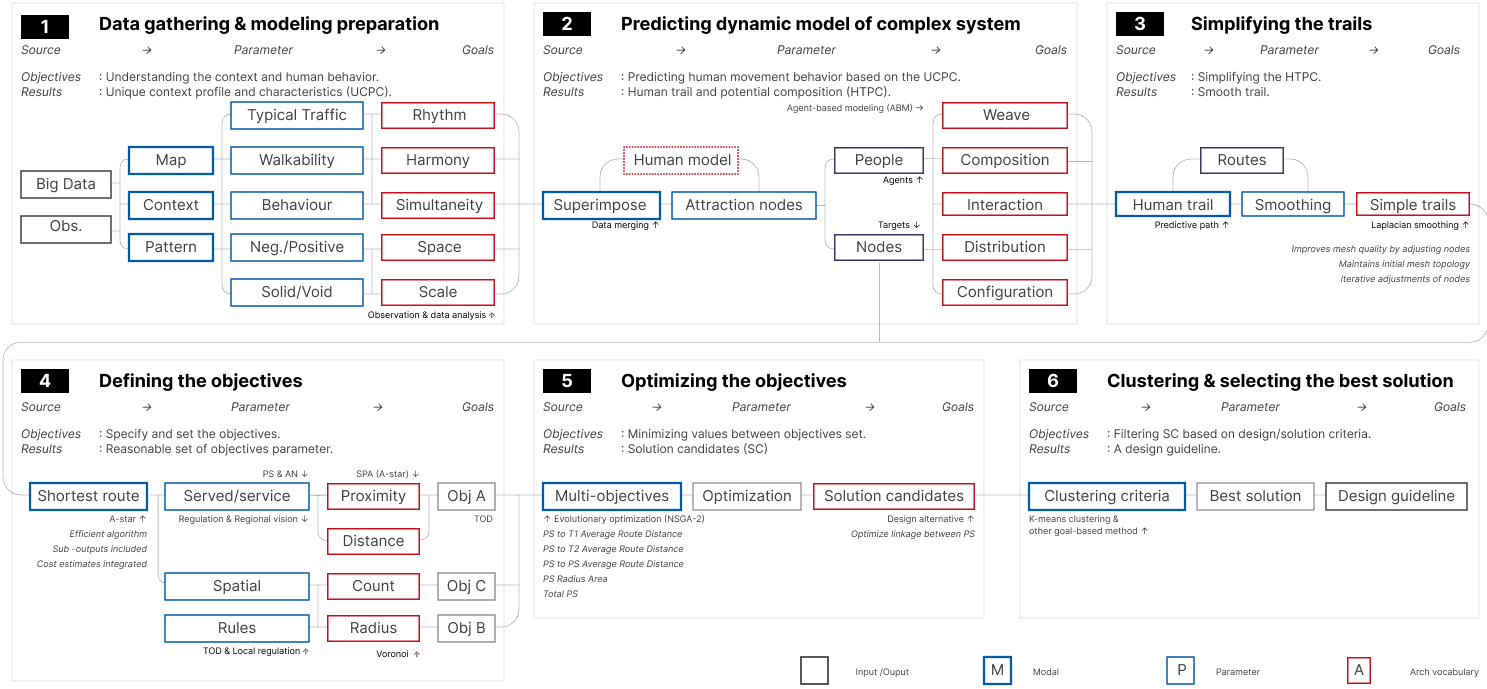 1 Data gathering & modeling preparation
Source → Parameter → Goals
Objectives : Understanding the context and human behavior.
Results : Unique context profile and characteristics (UCPC).
Typical Traffic Rhythm
Map Walkability Harmony
Big Data
Context Behaviour Simultaneity
Obs.
Pattern Neg./Positive Space
Solid/Void Scale
Observation & data analysis ↑
2 Predicting dynamic model of complex system
Source → Parameter → Goals
Objectives : Predicting human movement behavior based on the UCPC.
Results : Human trail and potential composition (HTPC).
Agent-based modeling (ABM) →
Weave
Human model People Composition
Agents ↑
Superimpose Attraction nodes Interaction
Data merging ↑ Targets ↓
Nodes Distribution
Configuration
3 Simplifying the trails
Source → Parameter → Goals
Objectives : Simplifying the HTPC.
Results : Smooth trail.
Routes
Human trail Smoothing Simple trails
Predictive path ↑ Laplacian smoothing ↑
Improves mesh quality by adjusting nodes
Maintains initial mesh topology
Iterative adjustments of nodes
4 Defining the objectives
Source → Parameter → Goals
Objectives : Specify and set the objectives.
Results : Reasonable set of objectives parameter.
PS & AN ↓ SPA (A-star) ↓
Shortest route Served/service Proximity Obj A
A-star ↑ Regulation & Regional vision ↓ TOD
Efficient algorithm
Distance
Sub -outputs included
Cost estimates integrated
Spatial Count Obj C
Rules Radius Obj B
TOD & Local regulation ↑ Voronoi ↑
5 Optimizing the objectives
Source → Parameter → Goals
Objectives : Minimizing values between objectives set.
Results : Solution candidates (SC)
Multi-objectives Optimization Solution candidates
↑ Evolutionary optimization (NSGA-2) Design alternative ↑
PS to T1 Average Route Distance Optimize linkage between PS
PS to T2 Average Route Distance
PS to PS Average Route Distance
PS Radius Area
Total PS
6 Clustering & selecting the best solution
Source → Parameter → Goals
Objectives : Filtering SC based on design/solution criteria.
Results : A design guideline.
Clustering criteria Best solution Design guideline
K-means clustering &
other goal-based method ↑
Input /Ouput M Modal P Parameter A Arch vocabulary